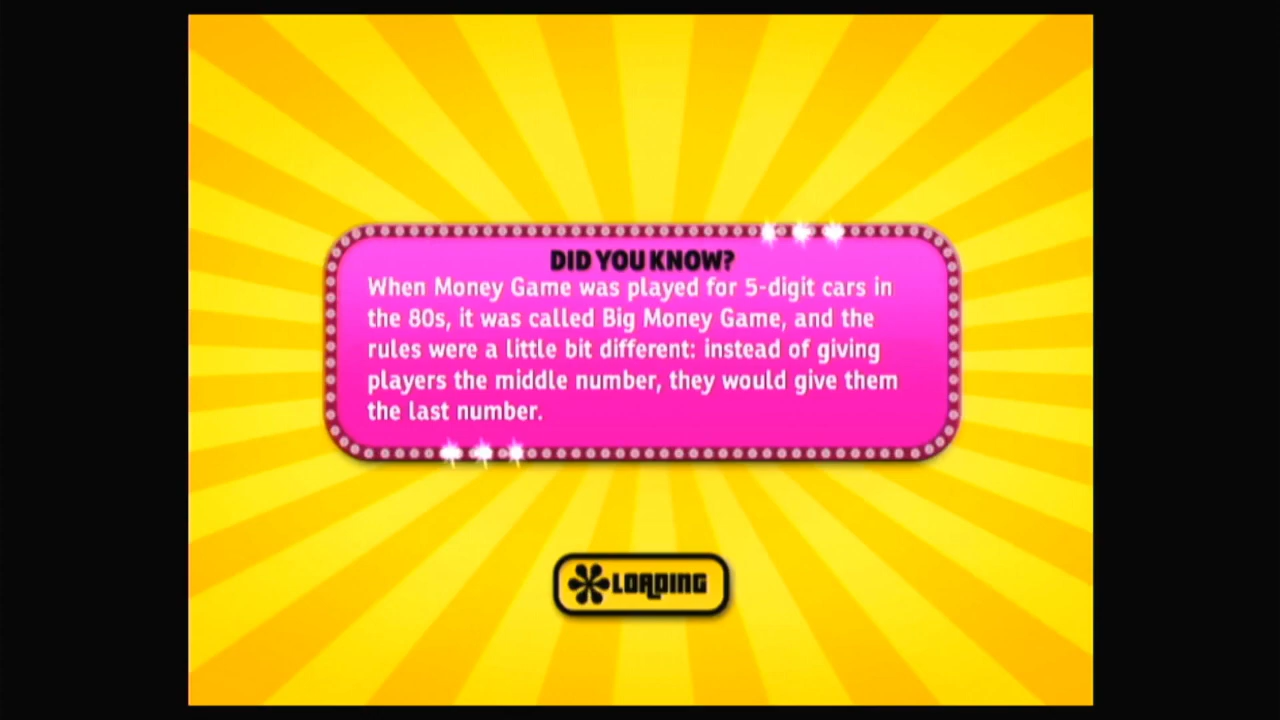 DID YOU KNOW?
When Money Game was played for 5-digit cars in
the 80s, it was called Big Money Game, and the
rules were a little bit different: instead of giving
players the middle number, they would give them
the last number.
LOADING